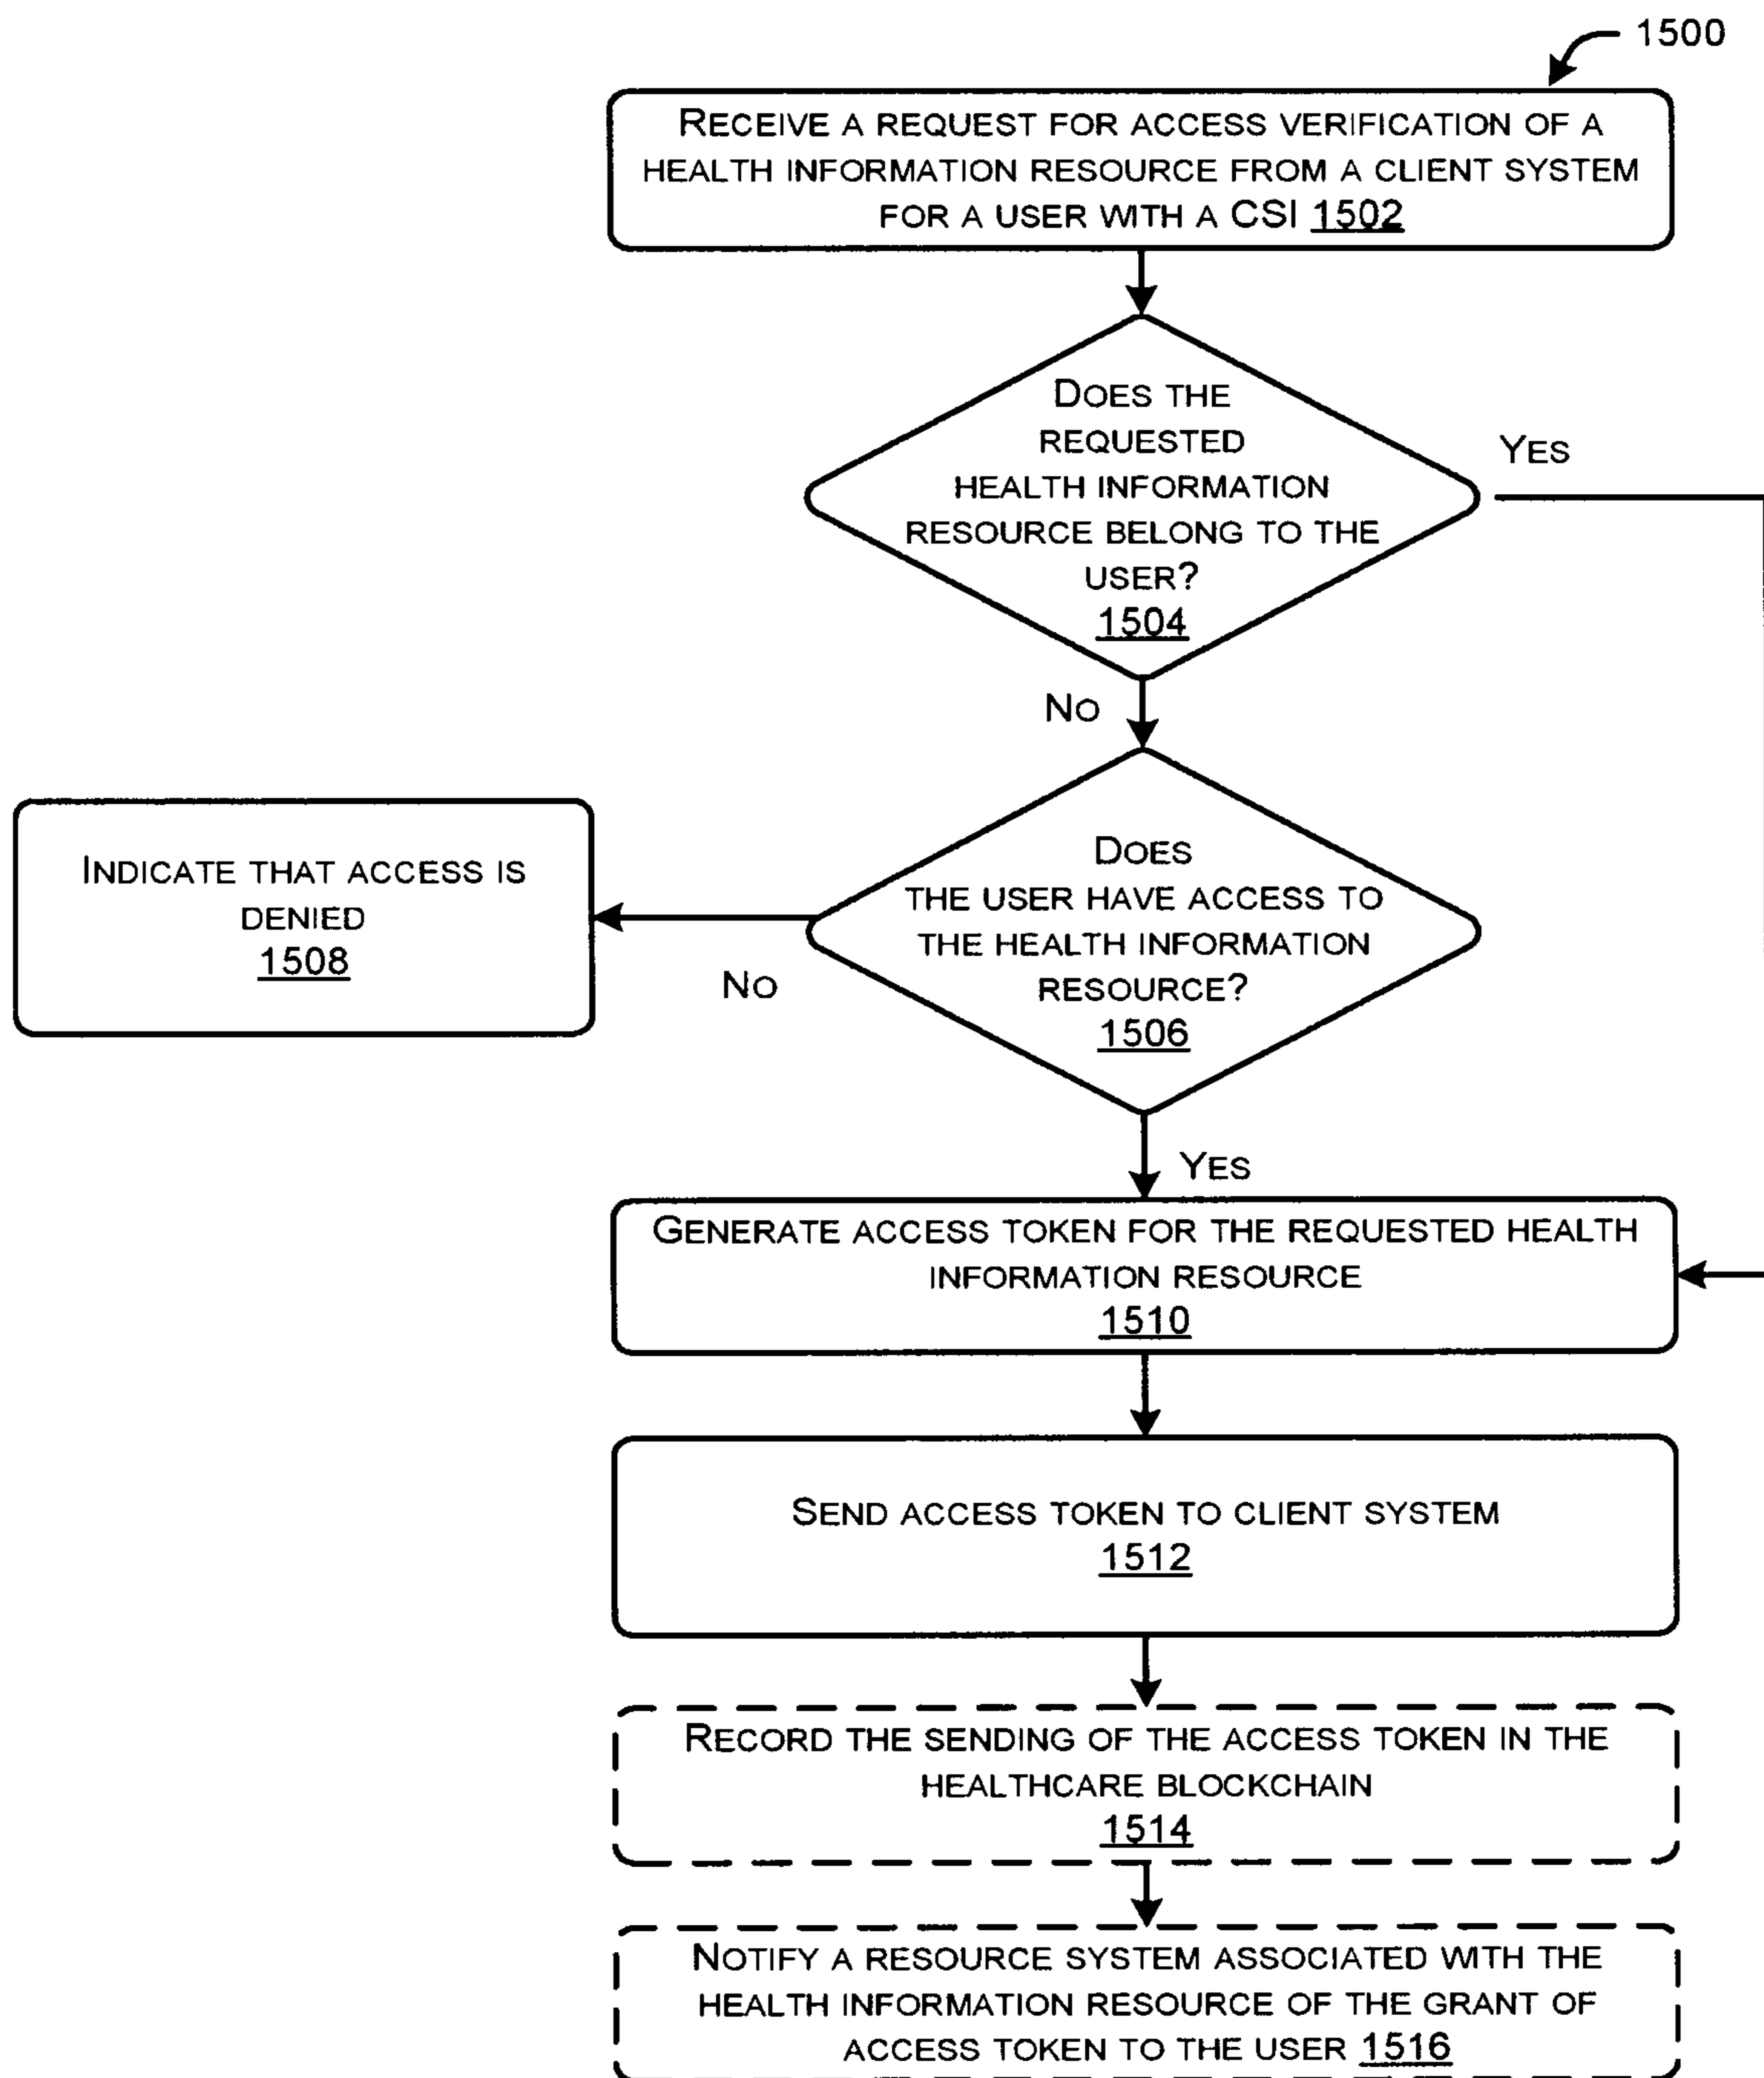 1500
RECEIVE A REQUEST FOR ACCESS VERIFICATION OF A
HEALTH INFORMATION RESOURCE FROM A CLIENT SYSTEM
FOR A USER WITH A CSI 1502
DOES THE
REQUESTED
HEALTH INFORMATION
RESOURCE BELONG TO THE
USER?
1504
YES
NO
DOES
THE USER HAVE ACCESS TO
THE HEALTH INFORMATION
RESOURCE?
1506
NO
INDICATE THAT ACCESS IS
DENIED
1508
YES
GENERATE ACCESS TOKEN FOR THE REQUESTED HEALTH
INFORMATION RESOURCE
1510
SEND ACCESS TOKEN TO CLIENT SYSTEM
1512
RECORD THE SENDING OF THE ACCESS TOKEN IN THE
HEALTHCARE BLOCKCHAIN
1514
NOTIFY A RESOURCE SYSTEM ASSOCIATED WITH THE
HEALTH INFORMATION RESOURCE OF THE GRANT OF
ACCESS TOKEN TO THE USER 1516